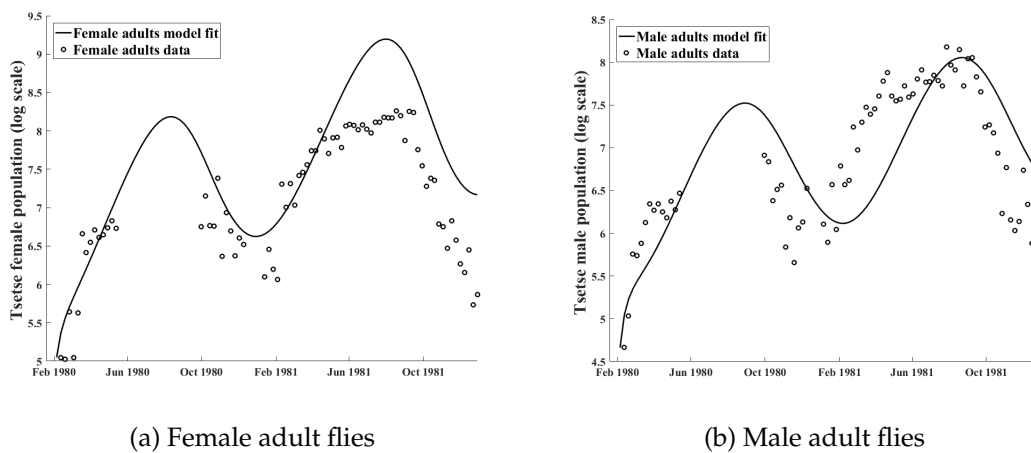 Female adults model fit
Female adults data
Tsetse female population (log scale)
9.5
9
8.5
8
7.5
7
6.5
6
5.5
5
Feb 1980 Jun 1980 Oct 1980 Feb 1981 Jun 1981 Oct 1981
(a) Female adult flies
Male adults model fit
Male adults data
Tsetse male population (log scale)
8.5
8
7.5
7
6.5
6
5.5
5
4.5
Feb 1980 Jun 1980 Oct 1980 Feb 1981 Jun 1981 Oct 1981
(b) Male adult flies